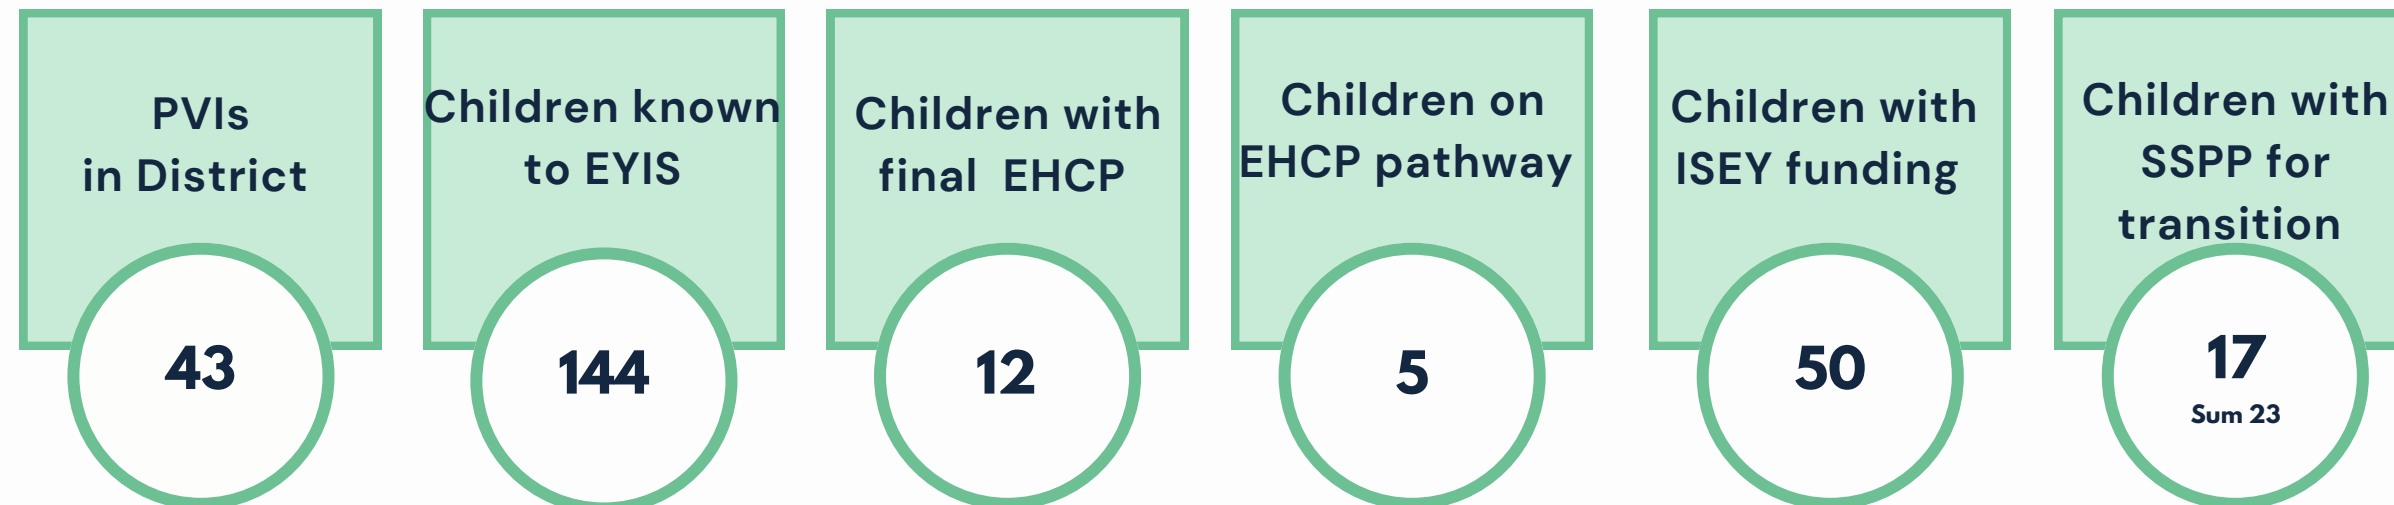 PVIs
in District
43
Children known
to EYIS
144
Children with
final  EHCP
12
Children on
EHCP pathway
5
Children with
ISEY funding
50
Children with
SSPP for
transition
17
Sum 23